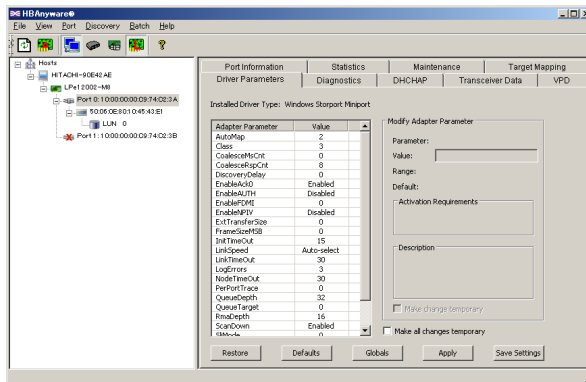 HBAnyware®
File View Port Discovery Batch Help
Hosts
HITACHI-90E42AE
LPe12002-M8
Port 0: 10:00:00:00:C9:74:C2:3A
50:06:0E:80:10:45:43:E1
LUN 0
Port 1: 10:00:00:00:C9:74:C2:3B
Port Information Statistics Maintenance Target Mapping
Driver Parameters Diagnostics DHCHAP Transceiver Data VPD
Installed Driver Type: Windows Storport Miniport
Adapter Parameter Value
AutoMap 2
Class 3
CoalesceMsCnt 0
CoalesceRspCnt 8
DiscoveryDelay 0
EnableAck0 Enabled
EnableAUTH Disabled
EnableFDMI 0
EnableNPIV Disabled
ExtTransferSize 0
FrameSizeMSB 0
InitTimeOut 15
LinkSpeed Auto-select
LinkTimeOut 30
LogErrors 3
NodeTimeOut 30
PerPortTrace 0
QueueDepth 32
QueueTarget 0
RmaDepth 16
ScanDown Enabled
SliMode 0
Modify Adapter Parameter
Parameter:
Value:
Range:
Default:
Activation Requirements
Description
Make change temporary
Make all changes temporary
Restore Defaults Globals Apply Save Settings